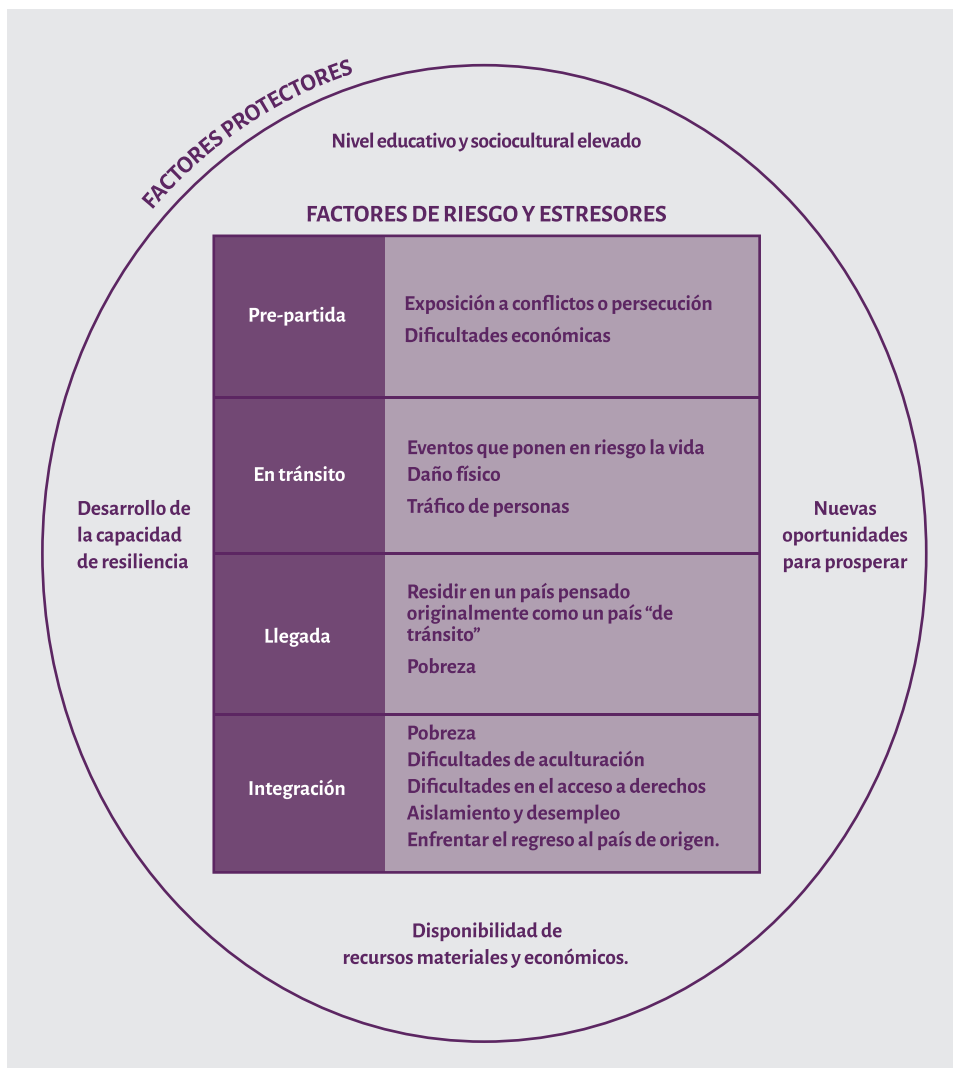 FACTORES PROTECTORES
Nivel educativo y sociocultural elevado
FACTORES DE RIESGO Y ESTRESORES
Pre-partida
Exposición a conflictos o persecución
Dificultades económicas
En tránsito
Eventos que ponen en riesgo la vida
Daño físico
Tráfico de personas
Desarrollo de
la capacidad
de resiliencia
Nuevas
oportunidades
para prosperar
Llegada
Residir en un país pensado
originalmente como un país “de
tránsito”
Pobreza
Integración
Pobreza
Dificultades de aculturación
Dificultades en el acceso a derechos
Aislamiento y desempleo
Enfrentar el regreso al país de origen.
Disponibilidad de
recursos materiales y económicos.